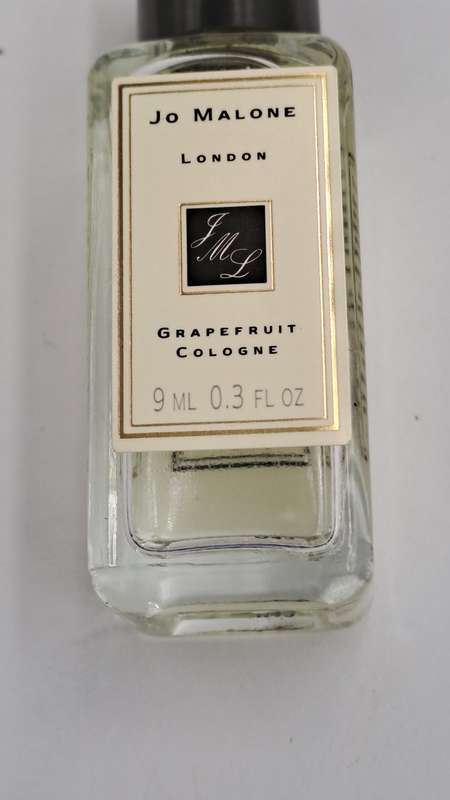 Jo Malone
London
JML
Grapefruit
Cologne
9 ML 0.3 FL OZ